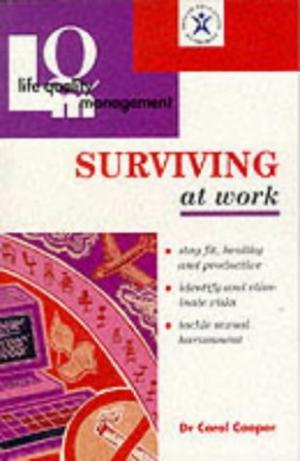 LQM
life quality
management
SURVIVING
at work
• stay fit, healthy
and productive
• identify and elim-
inate risks
• tackle sexual
harassment
Dr Carol Cooper